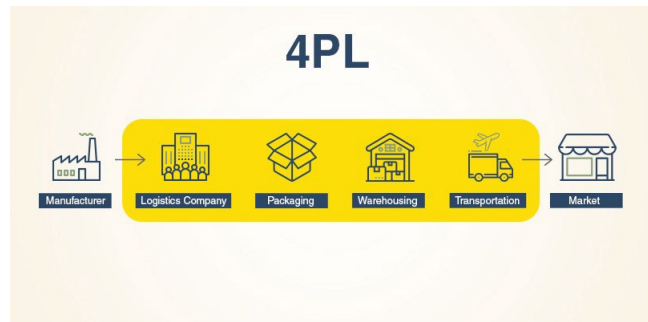 4PL
Manufacturer
Logistics Company
Packaging
Warehousing
Transportation
Market